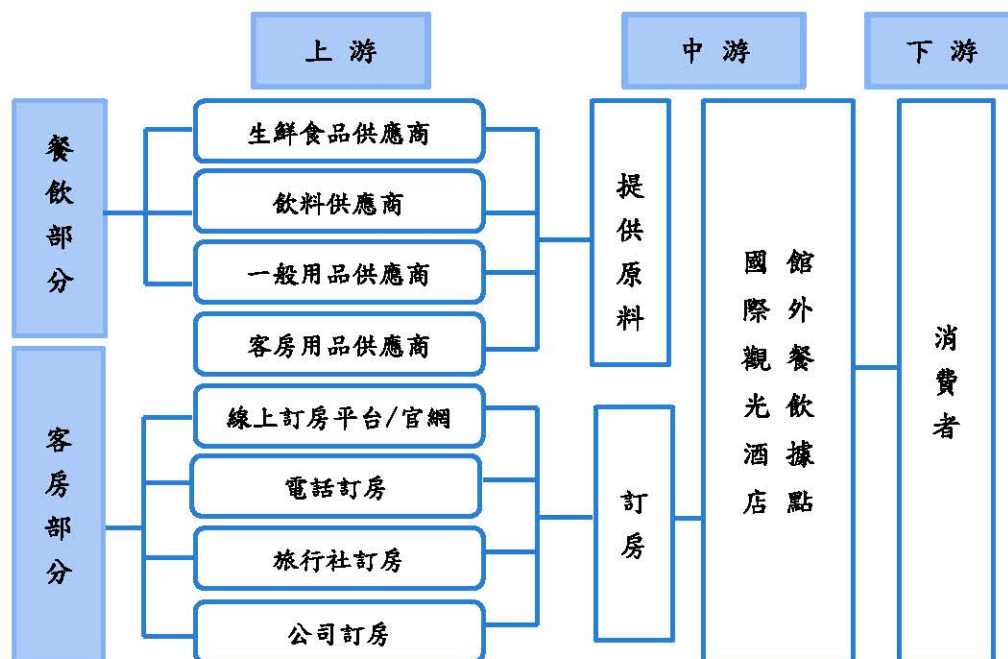 上游
中游
下游
餐飲部分
生鮮食品供應商
飲料供應商
一般用品供應商
客房用品供應商
提供原料
客房部分
線上訂房平台/官網
電話訂房
旅行社訂房
公司訂房
訂房
國際觀光酒店
館外餐飲據點
消費者